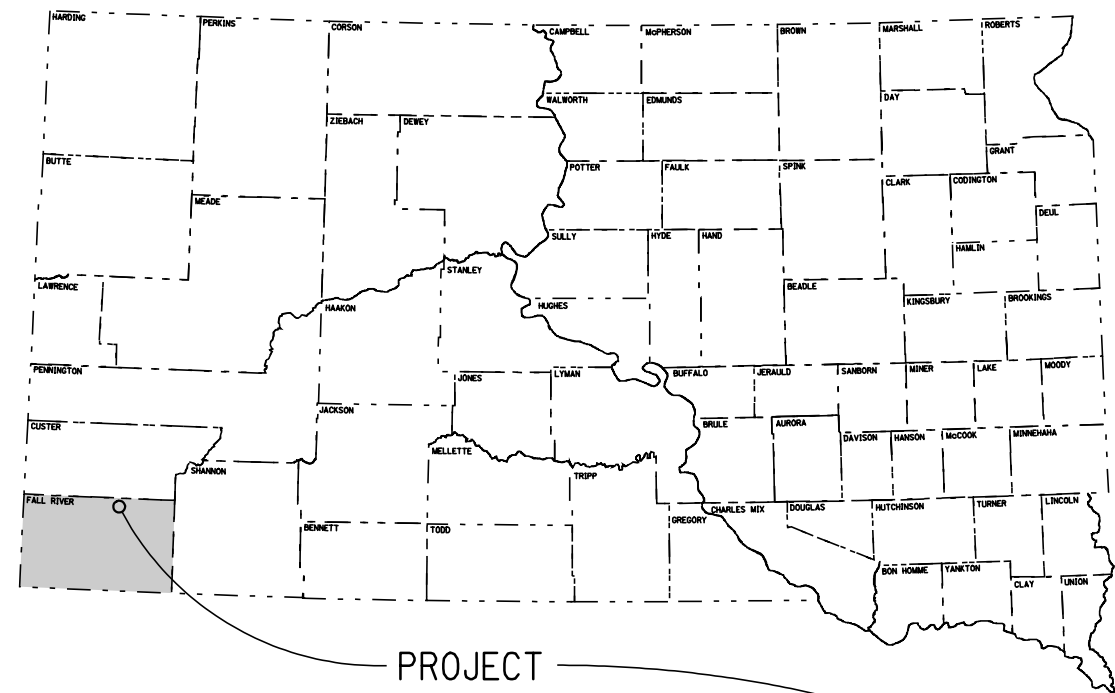 HARDING
PERKINS
CORSON
CAMPBELL
McPHERSON
BROWN
MARSHALL
ROBERTS
WALWORTH
EDMUNDS
DAY
ZIEBACH
DEWEY
GRANT
BUTTE
POTTER
FAULK
SPINK
CLARK
CODINGTON
MEADE
DEUL
SULLY
HYDE
HAND
HAMLIN
STANLEY
LAWRENCE
BEADLE
HAAKON
HUGHES
KINGSBURY
BROOKINGS
PENNINGTON
JONES
LYMAN
BUFFALO
JERAULD
SANBORN
MINER
LAKE
MOODY
JACKSON
CUSTER
BRULE
AURORA
DAVISON
HANSON
McCOOK
MINNEHAHA
MELLETTE
SHANNON
TRIPP
FALL RIVER
CHARLES MIX
DOUGLAS
HUTCHINSON
TURNER
LINCOLN
GREGORY
BENNETT
TODD
BON HOMME
YANKTON
CLAY
UNION
PROJECT